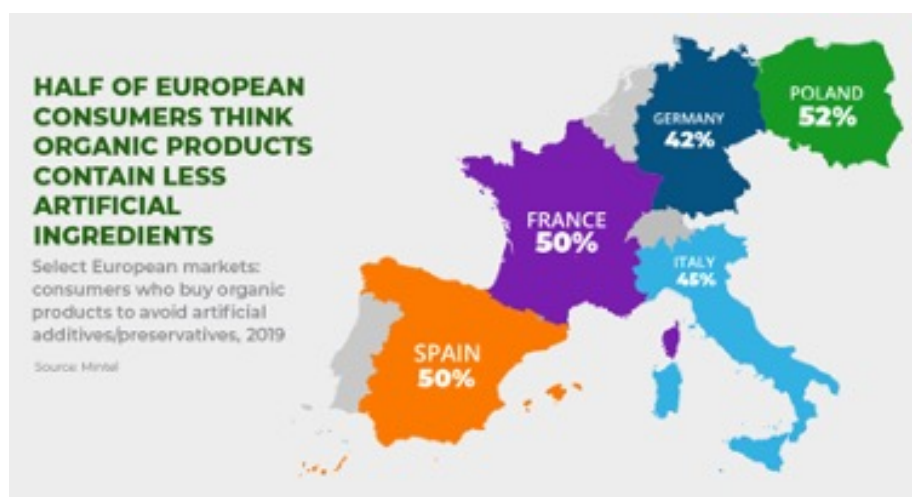 HALF OF EUROPEAN
CONSUMERS THINK
ORGANIC PRODUCTS
CONTAIN LESS
ARTIFICIAL
INGREDIENTS
Select European markets:
consumers who buy organic
products to avoid artificial
additives/preservatives, 2019
Source: Mintel
POLAND
52%
GERMANY
42%
FRANCE
50%
ITALY
45%
SPAIN
50%